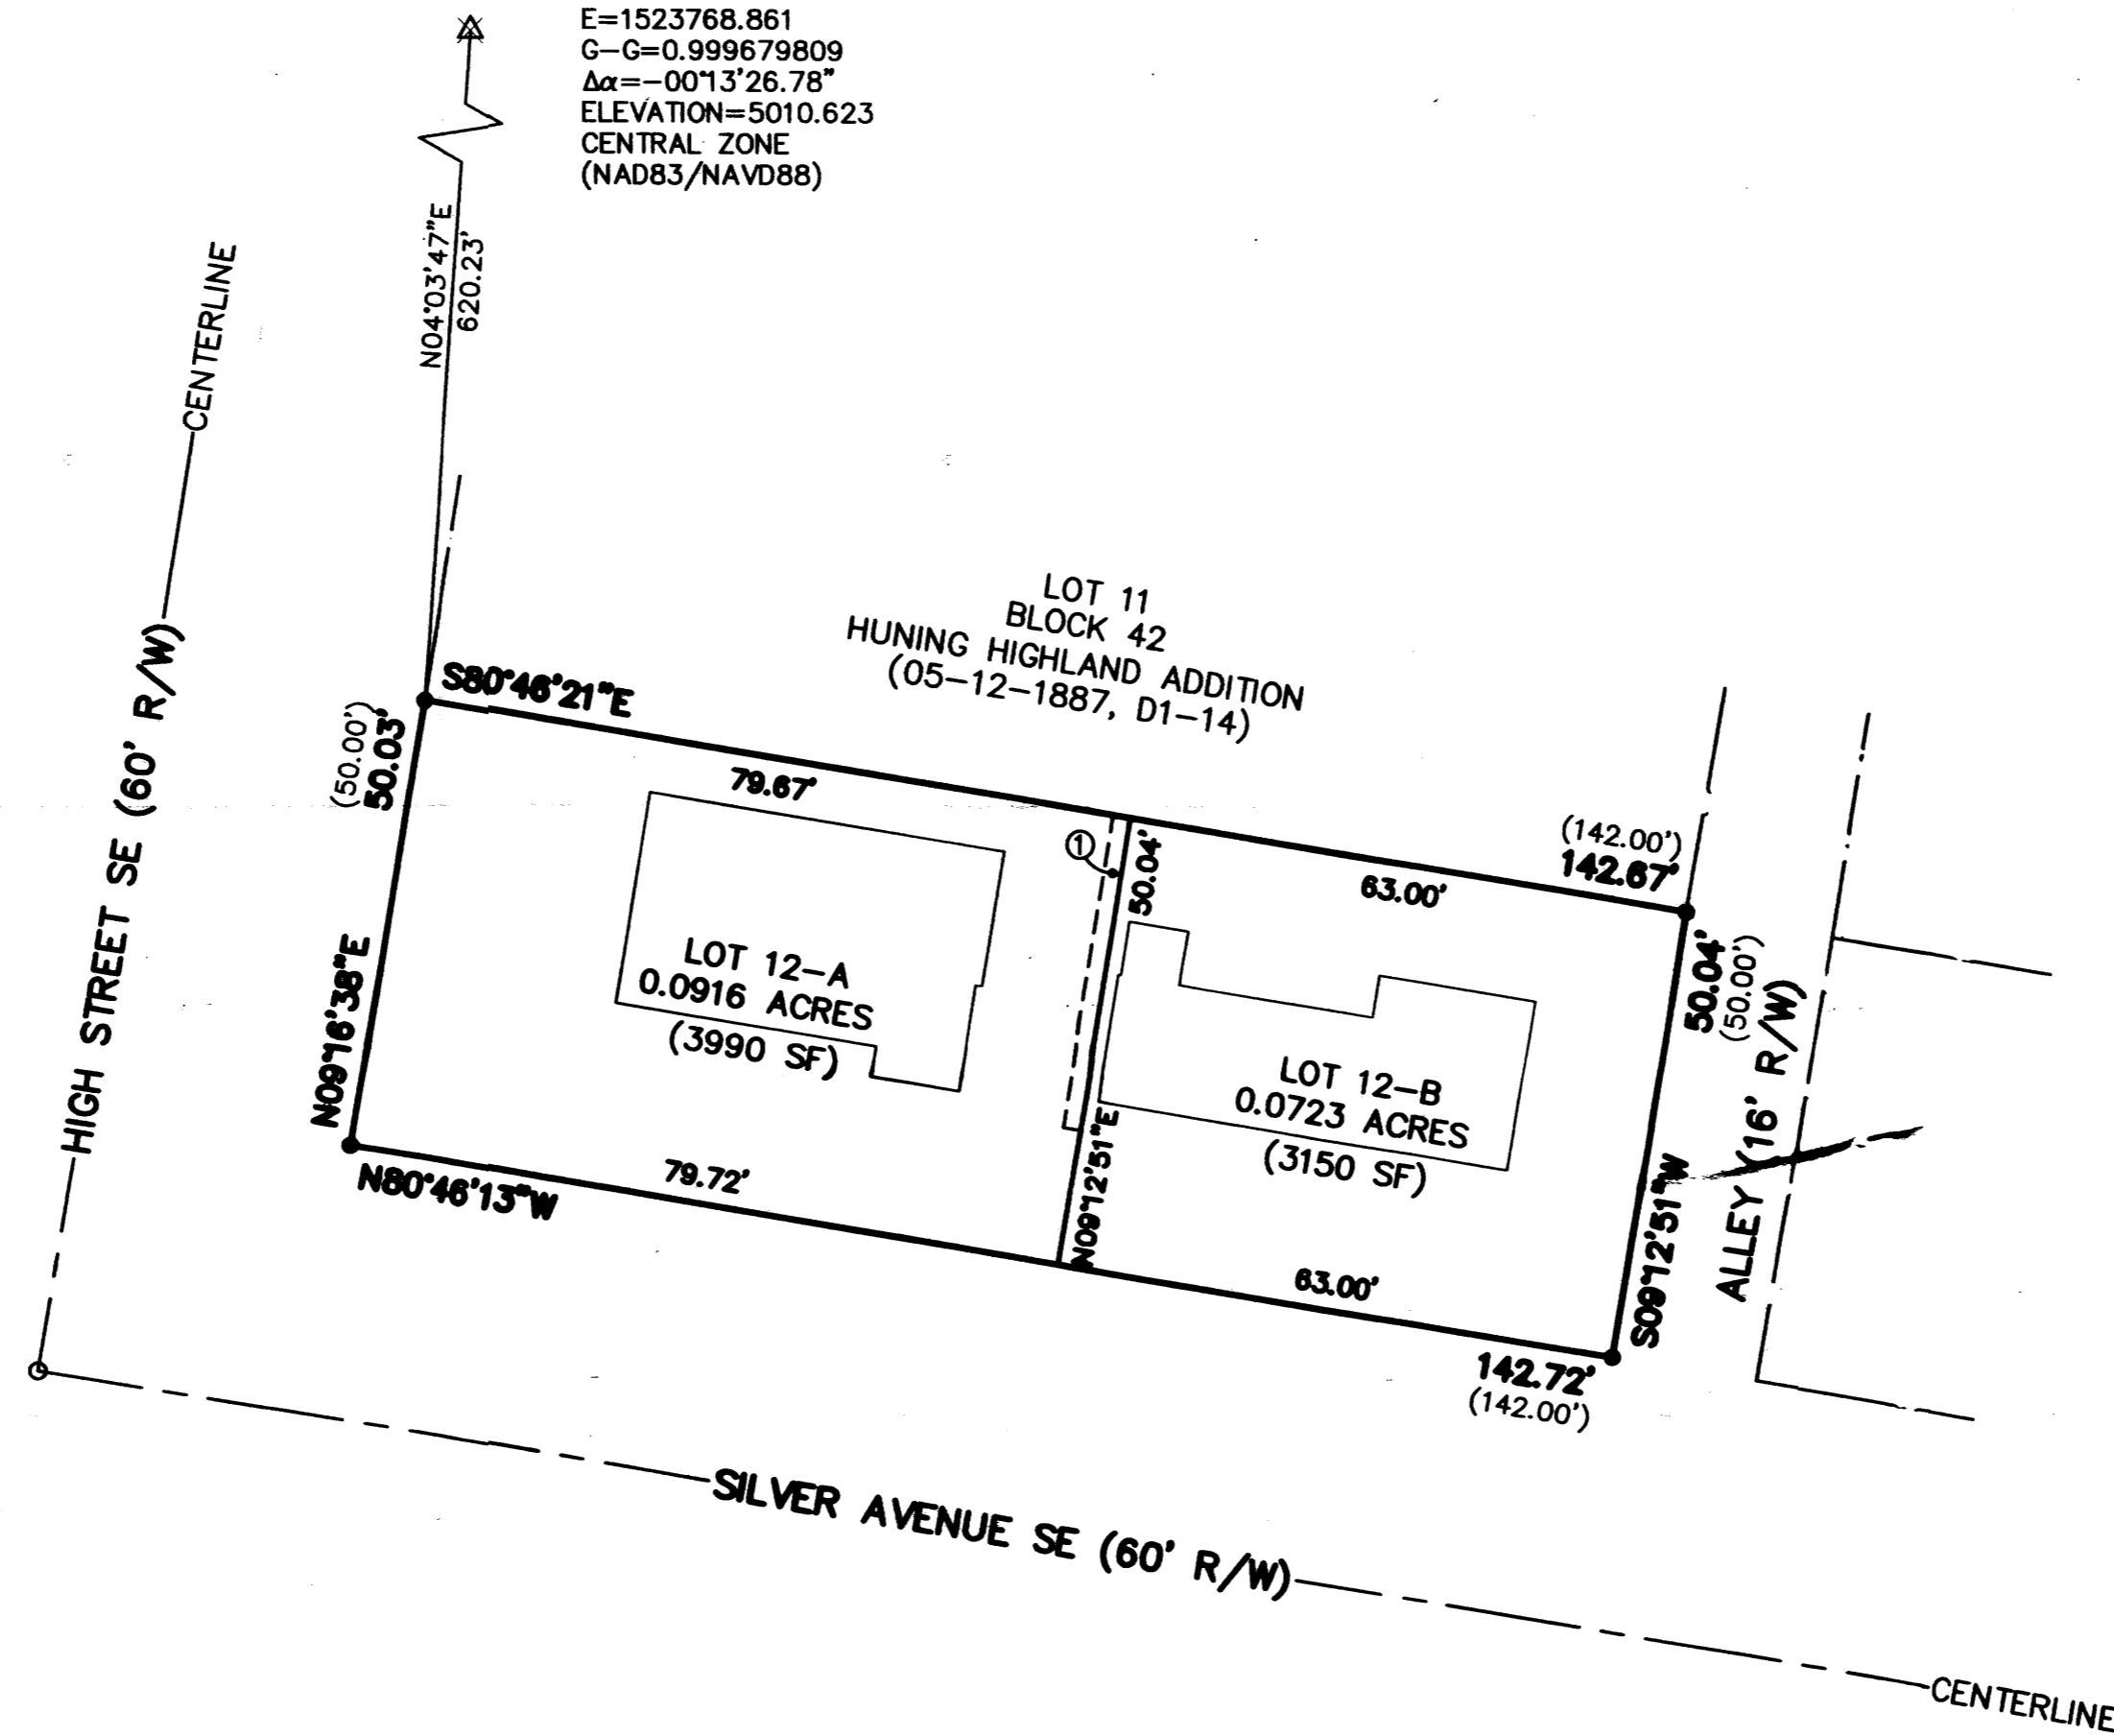 E=1523768.861
G-G=0.999679809
Δα=-00°13'26.78"
ELEVATION=5010.623
CENTRAL ZONE
(NAD83/NAVD88)
N04°03'47"E
620.23'
CENTERLINE
HIGH STREET SE (60' R/W)
LOT 11
BLOCK 42
HUNING HIGHLAND ADDITION
(05-12-1887, D1-14)
S80°46'21"E
(50.00')
50.03'
79.67'
(142.00')
142.67'
1
50.04'
63.00'
N09°16'38"E
LOT 12-A
0.0916 ACRES
(3990 SF)
50.04'
(50.00')
LOT 12-B
0.0723 ACRES
(3150 SF)
ALLEY (16' R/W)
N80°46'13"W
79.72'
N09°12'51"E
S09°12'51"W
63.00'
142.72'
(142.00')
SILVER AVENUE SE (60' R/W)
CENTERLINE